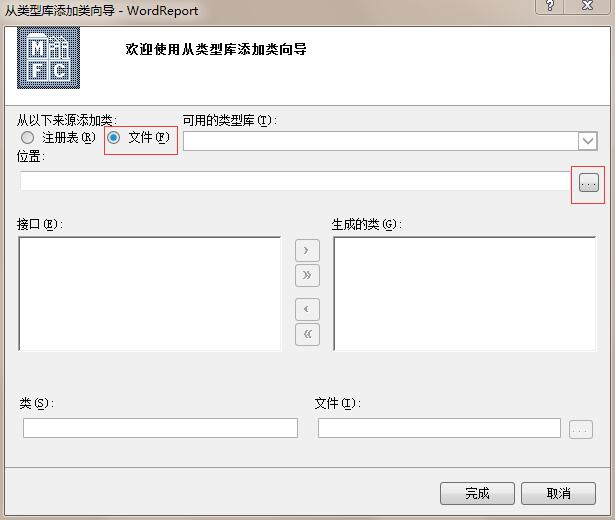 从类型库添加类向导 - WordReport
MFC
欢迎使用从类型库添加类向导
从以下来源添加类:
可用的类型库(T):
注册表(R)
文件(F)
位置:
...
接口(E):
生成的类(G):
>
>>
<
<<
类(S):
文件(I):
...
完成
取消